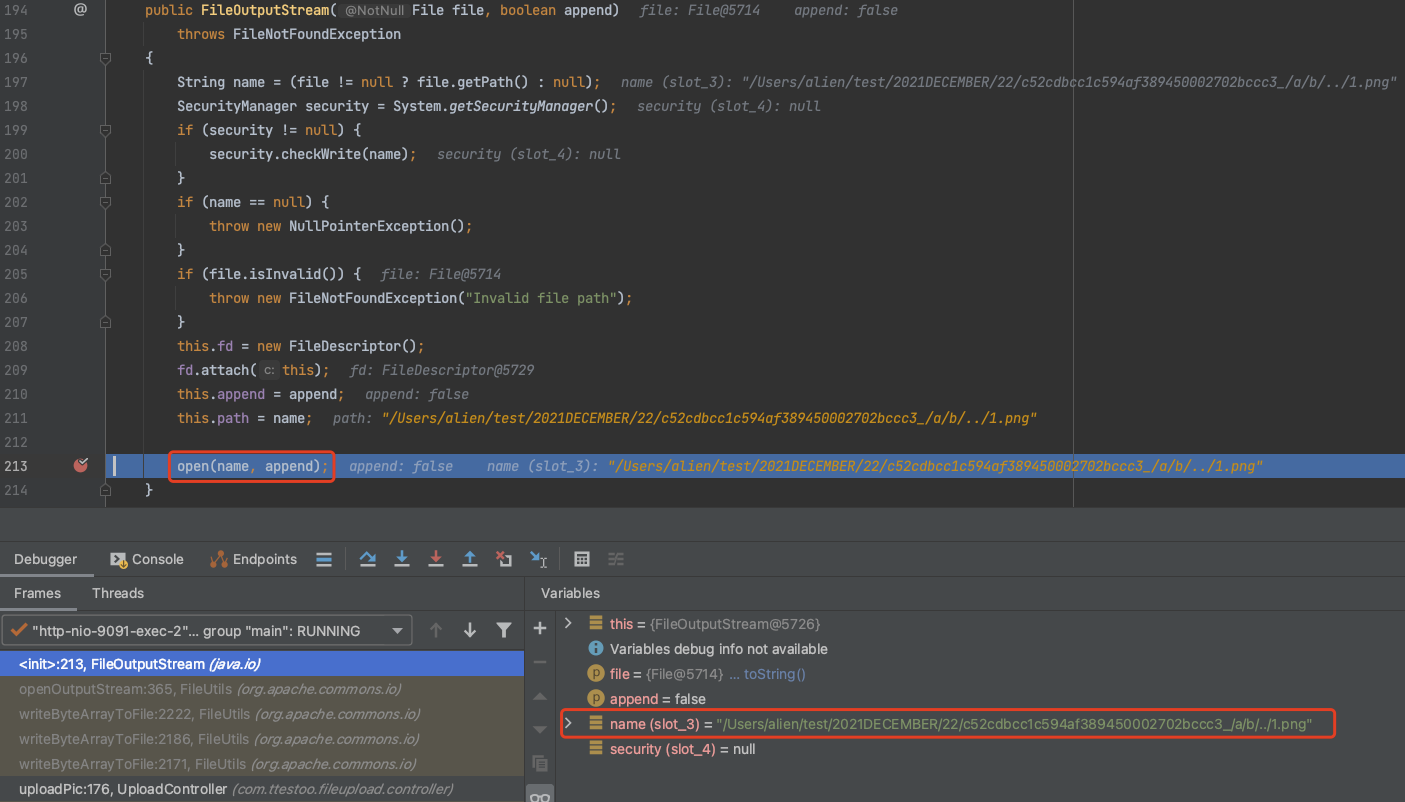 194 @ public FileOutputStream( @NotNull File file, boolean append) file: File@5714 append: false
195 throws FileNotFoundException
196 {
197 String name = (file != null ? file.getPath() : null); name (slot_3): "/Users/alien/test/2021DECEMBER/22/c52cdbcc1c594af389450002702bccc3_/a/b/../1.png"
198 SecurityManager security = System.getSecurityManager(); security (slot_4): null
199 if (security != null) {
200 security.checkWrite(name); security (slot_4): null
201 }
202 if (name == null) {
203 throw new NullPointerException();
204 }
205 if (file.isInvalid()) { file: File@5714
206 throw new FileNotFoundException("Invalid file path");
207 }
208 this.fd = new FileDescriptor();
209 fd.attach( c: this); fd: FileDescriptor@5729
210 this.append = append; append: false
211 this.path = name; path: "/Users/alien/test/2021DECEMBER/22/c52cdbcc1c594af389450002702bccc3_/a/b/../1.png"
212
213 open(name, append); append: false name (slot_3): "/Users/alien/test/2021DECEMBER/22/c52cdbcc1c594af389450002702bccc3_/a/b/../1.png"
214 }
Debugger Console Endpoints
Frames Threads Variables
"http-nio-9091-exec-2"... group "main": RUNNING
<init>:213, FileOutputStream (java.io)
openOutputStream:365, FileUtils (org.apache.commons.io)
writeByteArrayToFile:2222, FileUtils (org.apache.commons.io)
writeByteArrayToFile:2186, FileUtils (org.apache.commons.io)
writeByteArrayToFile:2171, FileUtils (org.apache.commons.io)
uploadPic:176, UploadController (com.ttestoo.fileupload.controller)
this = {FileOutputStream@5726}
Variables debug info not available
p file = {File@5714} ... toString()
p append = false
name (slot_3) = "/Users/alien/test/2021DECEMBER/22/c52cdbcc1c594af389450002702bccc3_/a/b/../1.png"
security (slot_4) = null